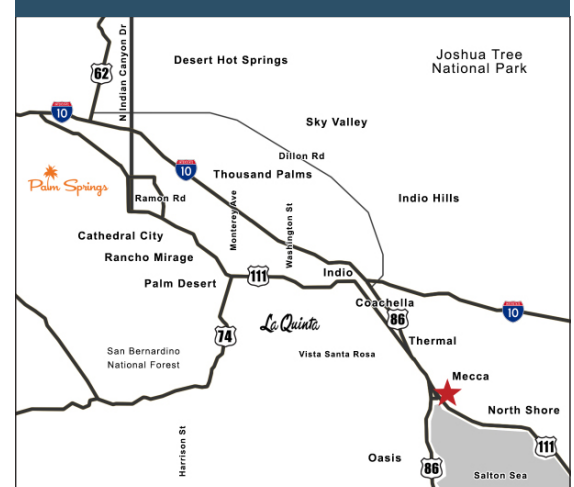 N Indian Canyon Dr
Desert Hot Springs
Joshua Tree
National Park
62
INTERSTATE
10
Sky Valley
Dillon Rd
INTERSTATE
10
Thousand Palms
Palm Springs
Ramon Rd
Indio Hills
Monterey Ave
Washington St
Cathedral City
Rancho Mirage
Palm Desert
111
Indio
Coachella
INTERSTATE
10
86
La Quinta
74
Thermal
San Bernardino
National Forest
Vista Santa Rosa
Mecca
North Shore
Harrison St
111
Oasis
86
Salton Sea